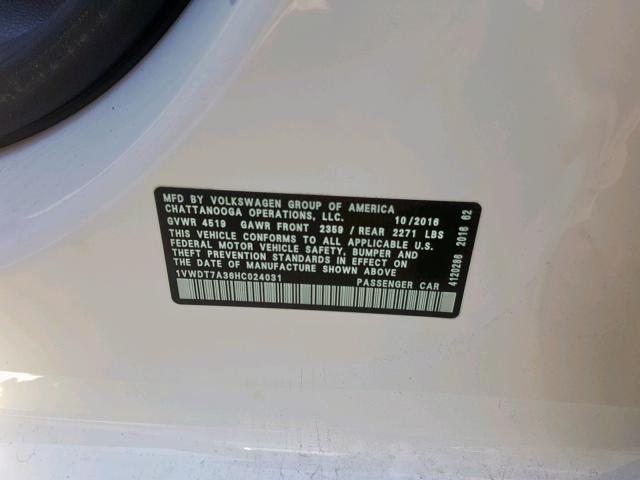 MFD BY VOLKSWAGEN GROUP OF AMERICA
CHATTANOOGA OPERATIONS, LLC. 10/2016
GVWR 4519 GAWR FRONT 2359 / REAR 2271 LBS
THIS VEHICLE CONFORMS TO ALL APPLICABLE U.S.
FEDERAL MOTOR VEHICLE SAFETY, BUMPER, AND
THEFT PREVENTION STANDARDS IN EFFECT ON
THE DATE OF MANUFACTURE SHOWN ABOVE
1VWDT7A36HC024031 PASSENGER CAR
4120286 2016 62